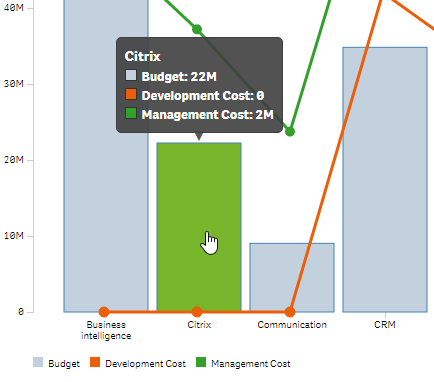 40M
30M
20M
10M
0
Citrix
Budget: 22M
Development Cost: 0
Management Cost: 2M
Business
intelligence
Citrix
Communication
CRM
Budget
Development Cost
Management Cost